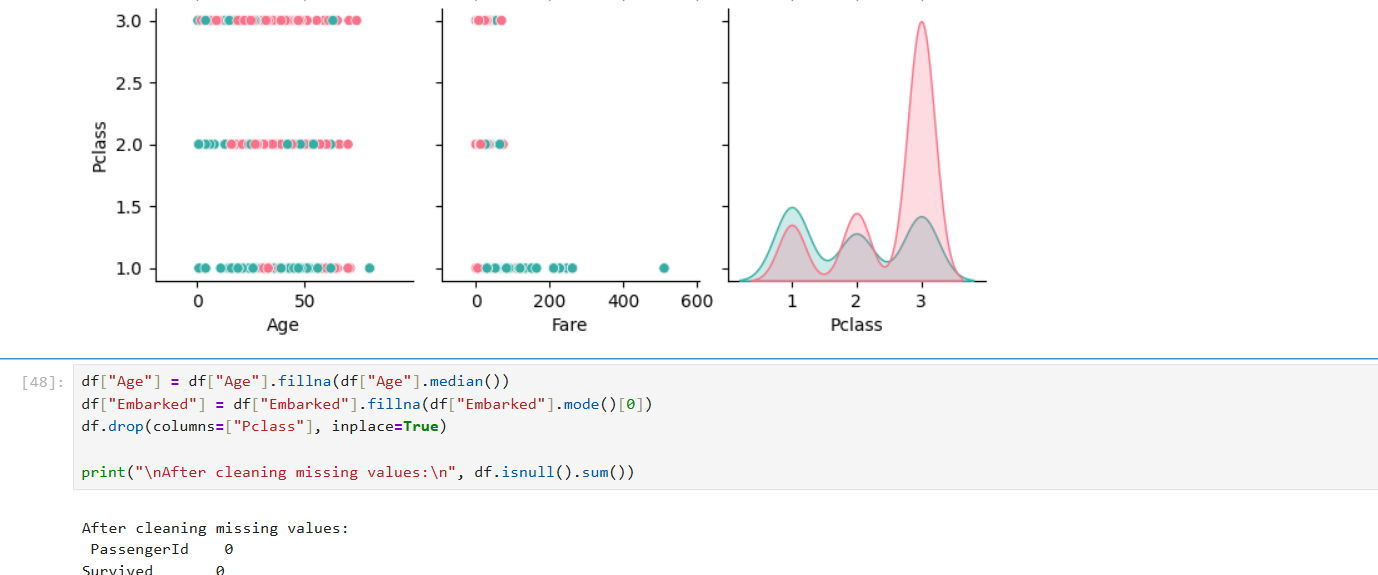 3.0
2.5
2.0
1.5
1.0
Pclass
0 50
Age
0 200 400 600
Fare
1 2 3
Pclass
[48]:
df["Age"] = df["Age"].fillna(df["Age"].median())
df["Embarked"] = df["Embarked"].fillna(df["Embarked"].mode()[0])
df.drop(columns=["Pclass"], inplace=True)
print("\nAfter cleaning missing values:\n", df.isnull().sum())
After cleaning missing values:
PassengerId 0
Survived 0